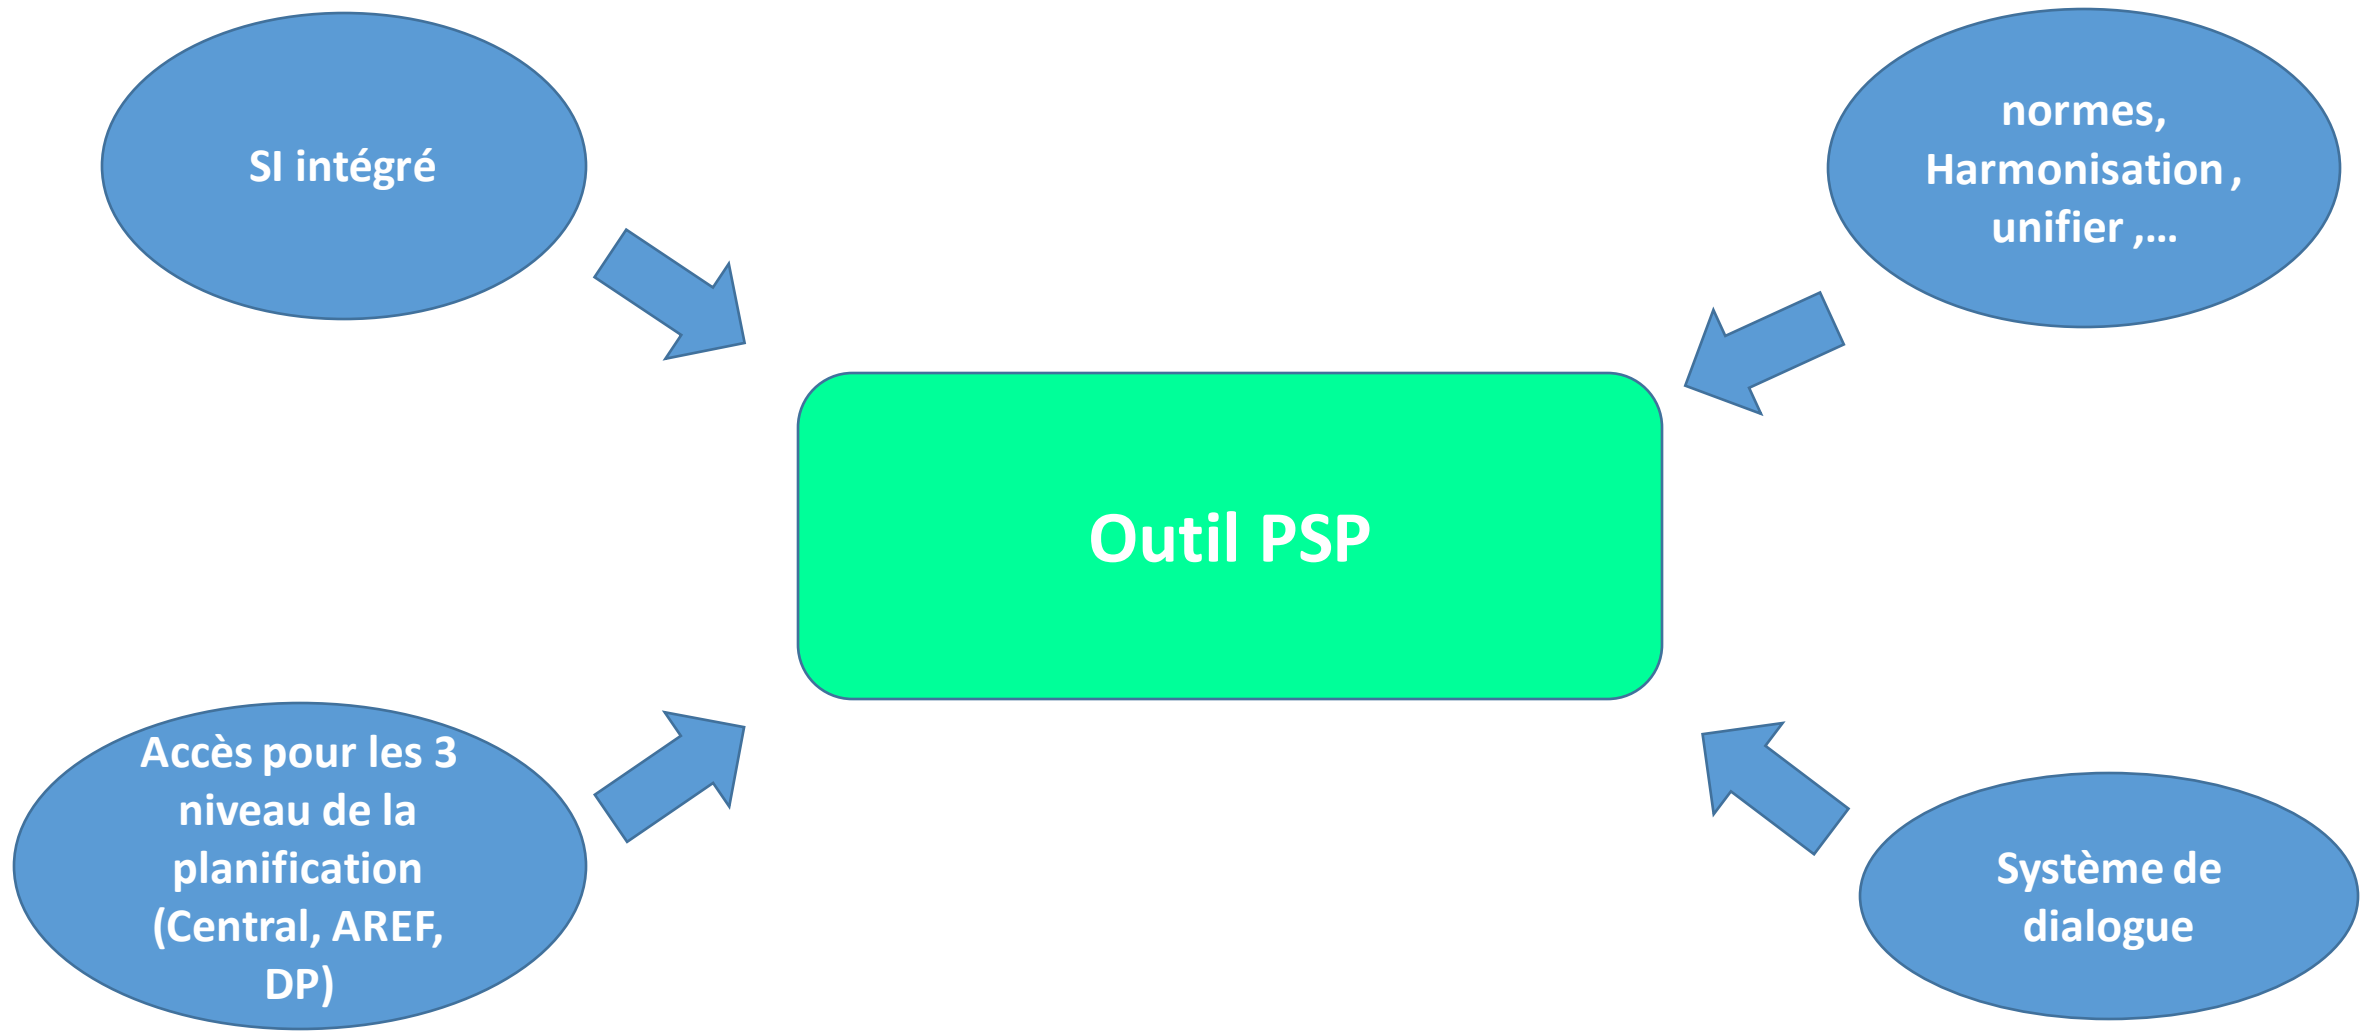 SI intégré
normes,
Harmonisation ,
unifier ,...
Outil PSP
Accès pour les 3
niveau de la
planification
(Central, AREF,
DP)
Système de
dialogue